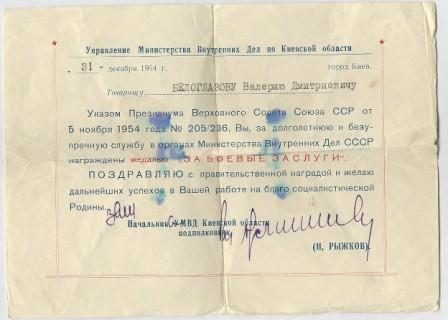 Управление Министерства Внутренних Дел по Киевской области
„ 31 „ декабря 1954 г. город Киев.
Товарищу БЕЛОГЛАЗОВУ Валерию Дмитриевичу
Указом Президиума Верховного Совета Союза ССР от
5 ноября 1954 года № 205/236, Вы, за долголетнюю и безу-
пречную службу в органах Министерства Внутренних Дел СССР
награждены медалью „ЗА БОЕВЫЕ ЗАСЛУГИ".
ПОЗДРАВЛЯЮ с правительственной наградой и желаю
дальнейших успехов в Вашей работе на благо социалистической
Родины.
Зам
Начальник УМВД Киевской области
подполковник
(Н. РЫЖКОВ).